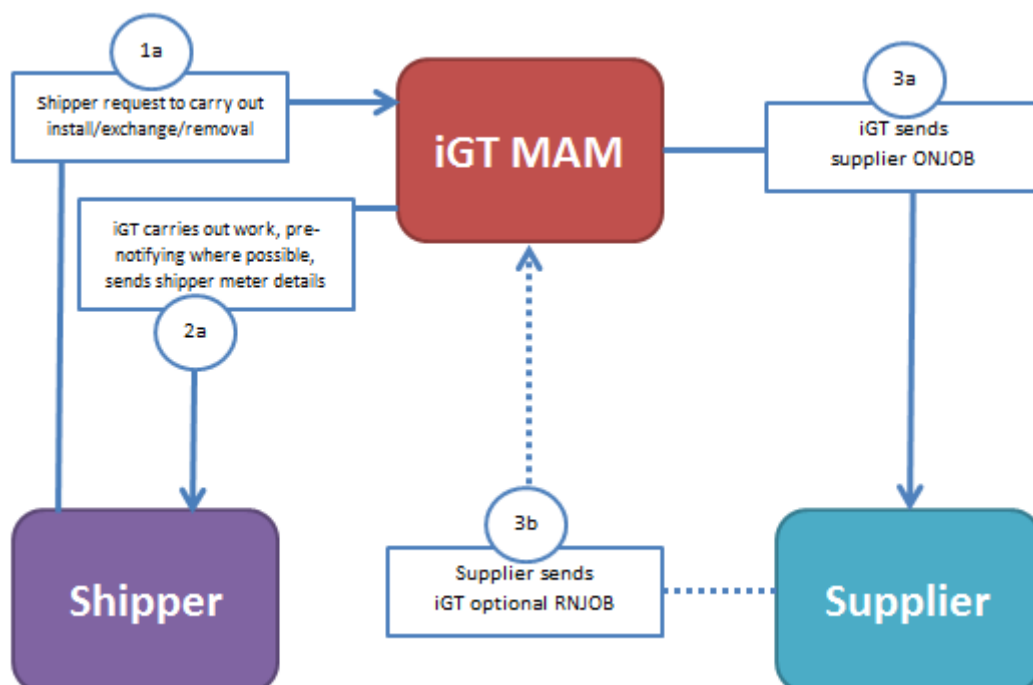 1a
Shipper request to carry out
install/exchange/removal
iGT MAM
3a
iGT sends
supplier ONJOB
iGT carries out work, pre-
notifying where possible,
sends shipper meter details
2a
3b
Supplier sends
iGT optional RNJOB
Shipper
Supplier